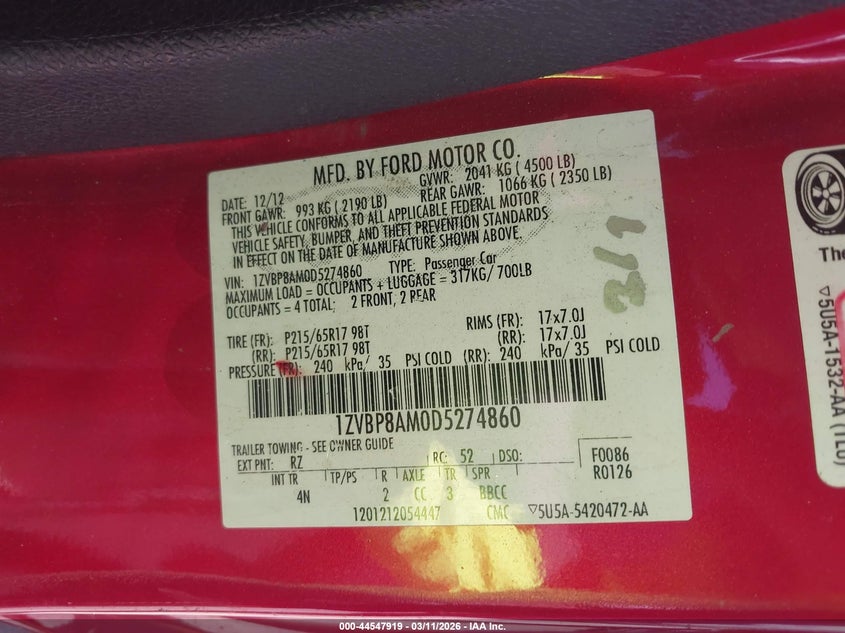 MFD. BY FORD MOTOR CO.
DATE: 12/12 GVWR: 2041 KG ( 4500 LB)
FRONT GAWR: 993 KG ( 2190 LB) REAR GAWR: 1066 KG ( 2350 LB)
THIS VEHICLE CONFORMS TO ALL APPLICABLE FEDERAL MOTOR
VEHICLE SAFETY, BUMPER, AND THEFT PREVENTION STANDARDS
IN EFFECT ON THE DATE OF MANUFACTURE SHOWN ABOVE.
VIN: 1ZVBP8AM0D5274860 TYPE: Passenger Car
MAXIMUM LOAD = OCCUPANTS + LUGGAGE = 317KG/ 700LB
OCCUPANTS = 4 TOTAL: 2 FRONT, 2 REAR
TIRE (FR): P215/65R17 98T RIMS (FR): 17x7.0J
(RR): P215/65R17 98T (RR): 17x7.0J
PRESSURE (FR): 240 kPa/ 35 PSI COLD (RR): 240 kPa/ 35 PSI COLD
1ZVBP8AM0D5274860
TRAILER TOWING - SEE OWNER GUIDE
EXT PNT: RZ RC: 52 DSO: F0086
R0126
INT TR TP/PS R AXLE TR SPR
4N 2 CC 3 BBCC
1201212054447 CMC ▽5U5A-5420472-AA
The
▽5U5A-1532-AA (TL8)
000-44547919 - 03/11/2026 - IAA Inc.